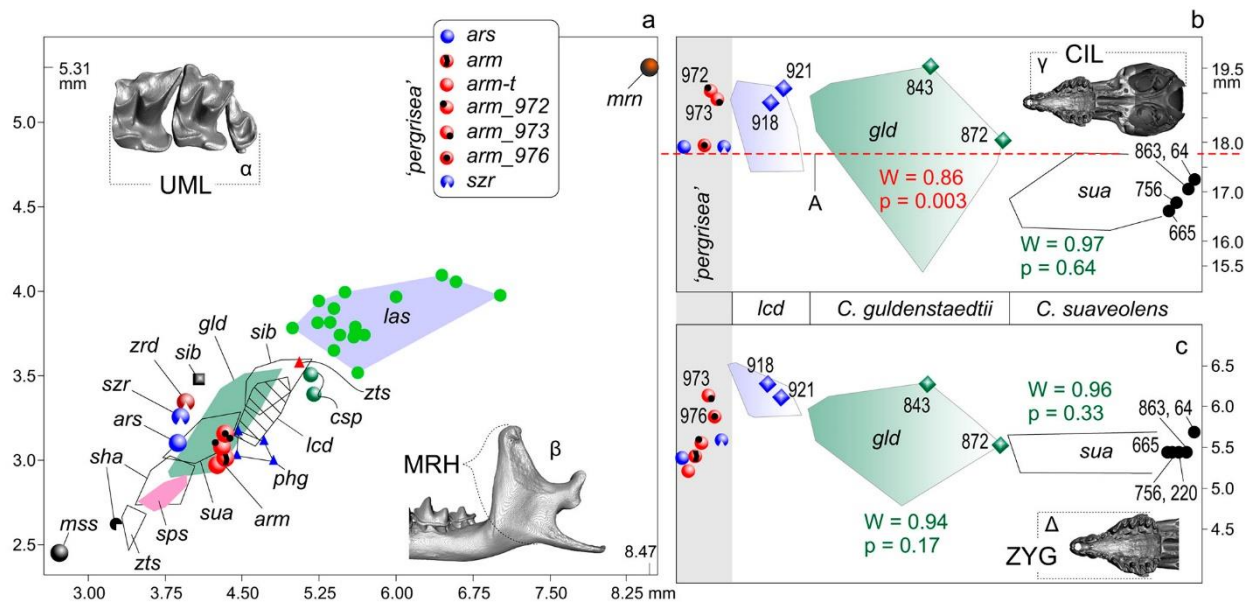 a
5.31
mm
UML
α
'pergrisea'
ars
arm
arm-t
arm_972
arm_973
arm_976
szr
mrn
5.0
4.5
4.0
3.5
3.0
2.5
las
gld
sib
sib
zrd
szr
ars
sha
mss
zts
sps
sua
arm
phg
lcd
csp
zts
MRH
β
8.47
3.00
3.75
4.50
5.25
6.00
6.75
7.50
8.25 mm
b
972
973
918
921
843
872
gld
W = 0.86
p = 0.003
A
'pergrisea'
γ
CIL
863, 64
756
665
sua
W = 0.97
p = 0.64
19.5
mm
18.0
17.0
16.0
15.5
lcd
C. guldenstaedtii
C. suaveolens
c
973
976
918
921
843
872
gld
W = 0.94
p = 0.17
W = 0.96
p = 0.33
863, 64
665
sua
756, 220
Δ
ZYG
6.5
6.0
5.5
5.0
4.5